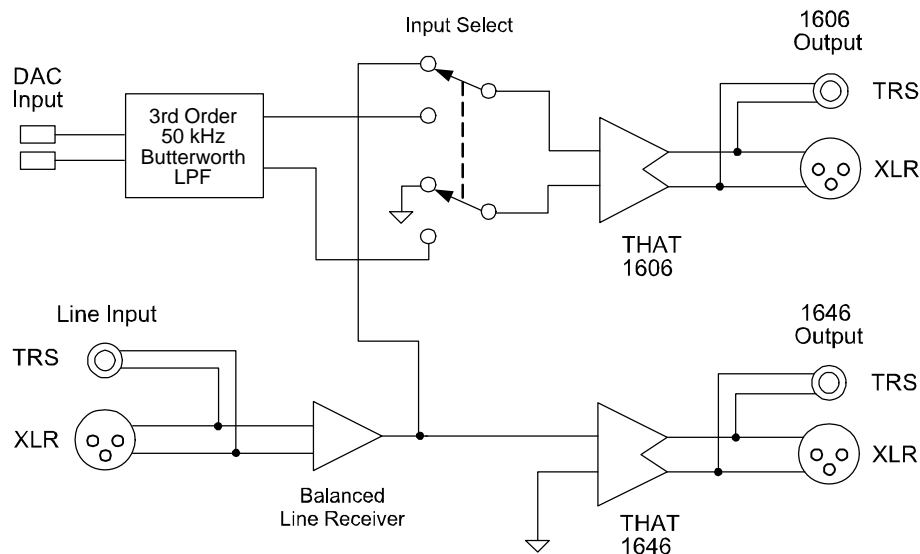 Input Select
1606
Output
DAC
Input
TRS
3rd Order
50 kHz
Butterworth
LPF
XLR
THAT
1606
Line Input
1646
Output
TRS
TRS
XLR
XLR
Balanced
Line Receiver
THAT
1646